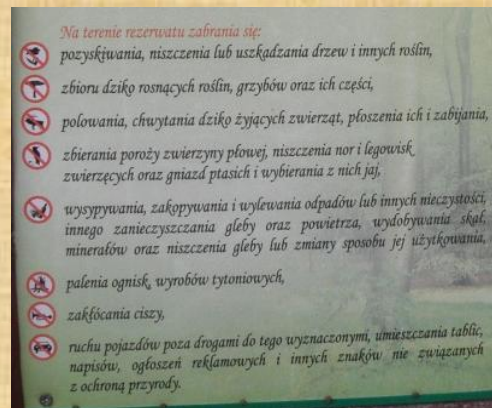 Na terenie rezerwatu zabrania się:
pozyskiwania, niszczenia lub uszkadzania drzew i innych roślin,
zbioru dziko rosnących roślin, grzybów oraz ich części,
polowania, chwytania dziko żyjących zwierząt, płoszenia ich i zabijania,
zbierania poroży zwierzyny płowej, niszczenia nor i legowisk
zwierzęcych oraz gniazd ptasich i wybierania z nich jaj,
wysypywania, zakopywania i wylewania odpadów lub innych nieczystości,
innego zanieczyszczania gleby oraz powietrza, wydobywania skał,
minerałów oraz niszczenia gleby lub zmiany sposobu jej użytkowania,
palenia ognisk, wyrobów tytoniowych,
zakłócania ciszy,
ruchu pojazdów poza drogami do tego wyznaczonymi, umieszczania tablic,
napisów, ogłoszeń reklamowych i innych znaków nie związanych
z ochroną przyrody.